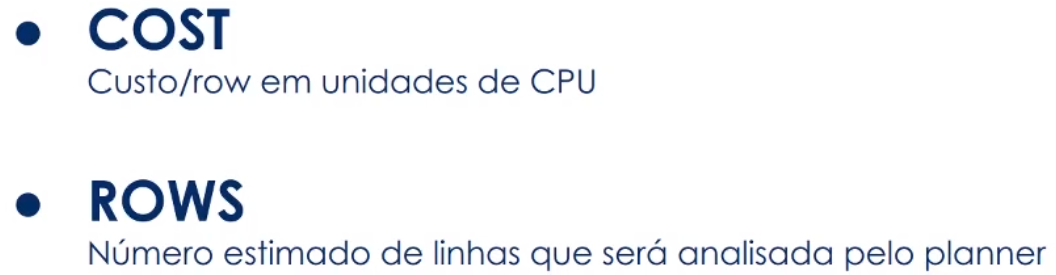 ● COST
Custo/row em unidades de CPU
● ROWS
Número estimado de linhas que será analisada pelo planner